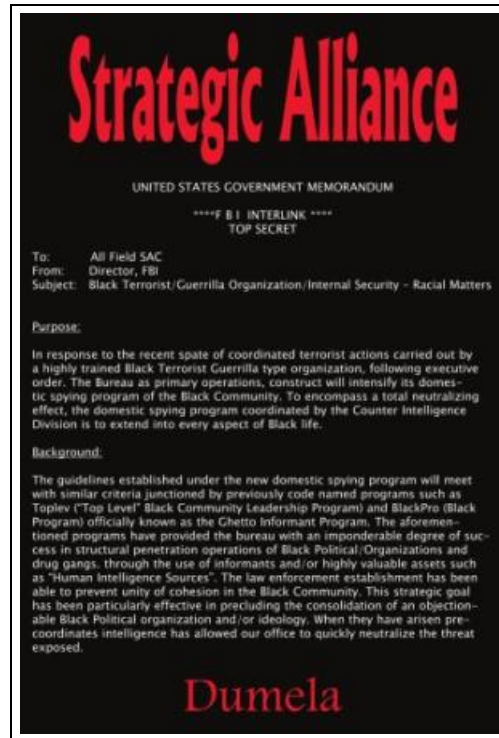 Strategic Alliance
UNITED STATES GOVERNMENT MEMORANDUM
****F B I INTERLINK ****
TOP SECRET
To: All Field SAC
From: Director, FBI
Subject: Black Terrorist/Guerrilla Organization/Internal Security - Racial Matters
Purpose:
In response to the recent spate of coordinated terrorist actions carried out by
a highly trained Black Terrorist Guerrilla type organization, following executive
order. The Bureau as primary operations, construct will intensify its domes-
tic spying program of the Black Community. To encompass a total neutralizing
effect, the domestic spying program coordinated by the Counter Intelligence
Division is to extend into every aspect of Black life.
Background:
The guidelines established under the new domestic spying program will meet
with similar criteria junctioned by previously code named programs such as
Toplev ("Top Level" Black Community Leadership Program) and BlackPro (Black
Program) officially known as the Ghetto Informant Program. The aforemen-
tioned programs have provided the bureau with an imponderable degree of suc-
cess in structural penetration operations of Black Political/Organizations and
drug gangs, through the use of informants and/or highly valuable assets such
as "Human Intelligence Sources". The law enforcement establishment has been
able to prevent unity of cohesion in the Black Community. This strategic goal
has been particularly effective in precluding the consolidation of an objection-
able Black Political organization and/or ideology. When they have arisen pre-
coordinates intelligence has allowed our office to quickly neutralize the threat
exposed.
Dumela